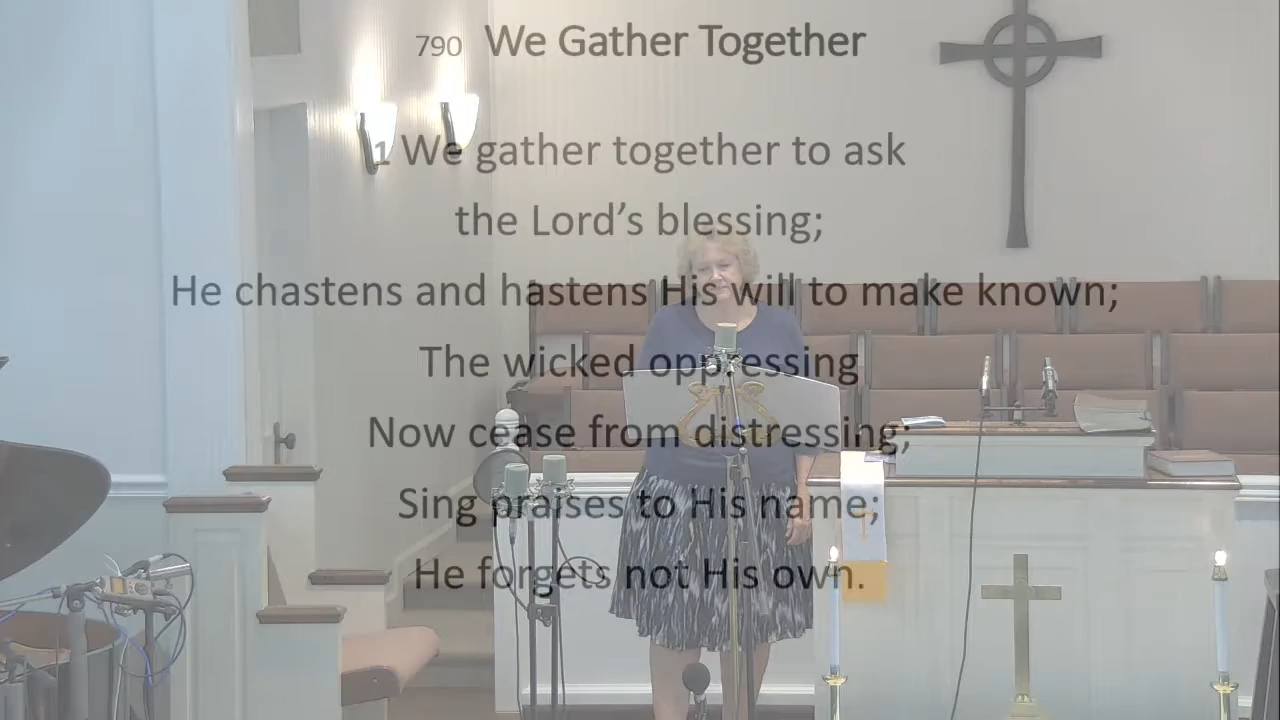 790 We Gather Together
1 We gather together to ask
the Lord’s blessing;
He chastens and hastens His will to make known;
The wicked oppressing
Now cease from distressing;
Sing praises to His name;
He forgets not His own.